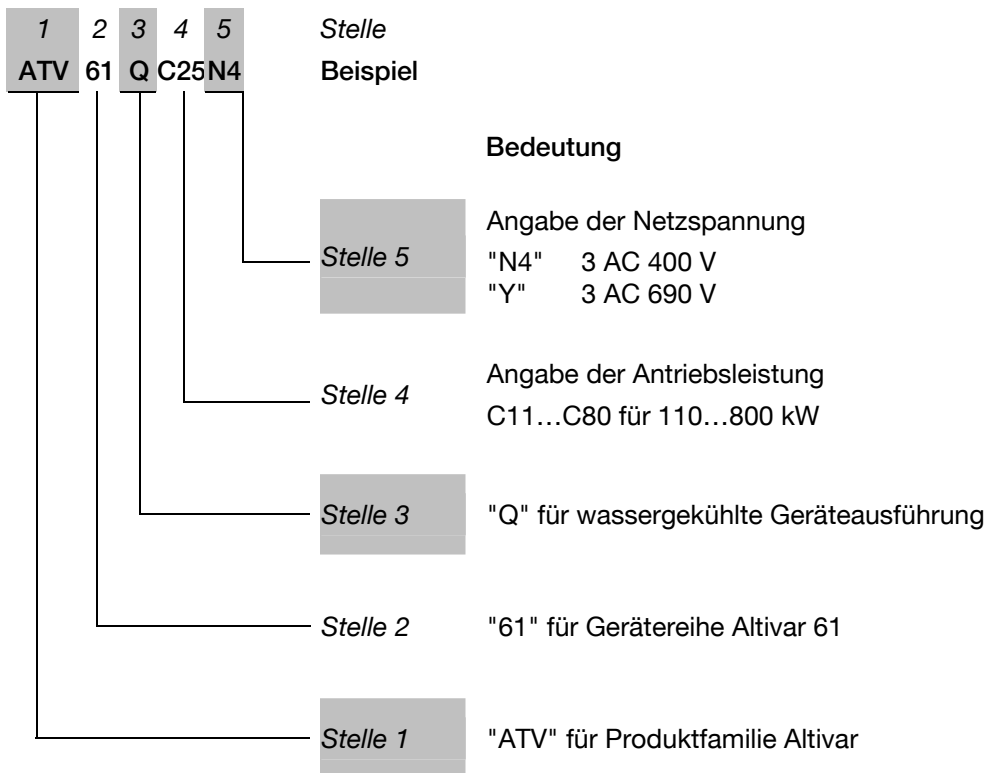 1 2 3 4 5 Stelle
ATV 61 Q C25 N4 Beispiel
Bedeutung
Angabe der Netzspannung
Stelle 5 "N4" 3 AC 400 V
"Y" 3 AC 690 V
Angabe der Antriebsleistung
Stelle 4
C11…C80 für 110…800 kW
Stelle 3 "Q" für wassergekühlte Geräteausführung
Stelle 2 "61" für Gerätereihe Altivar 61
Stelle 1 "ATV" für Produktfamilie Altivar